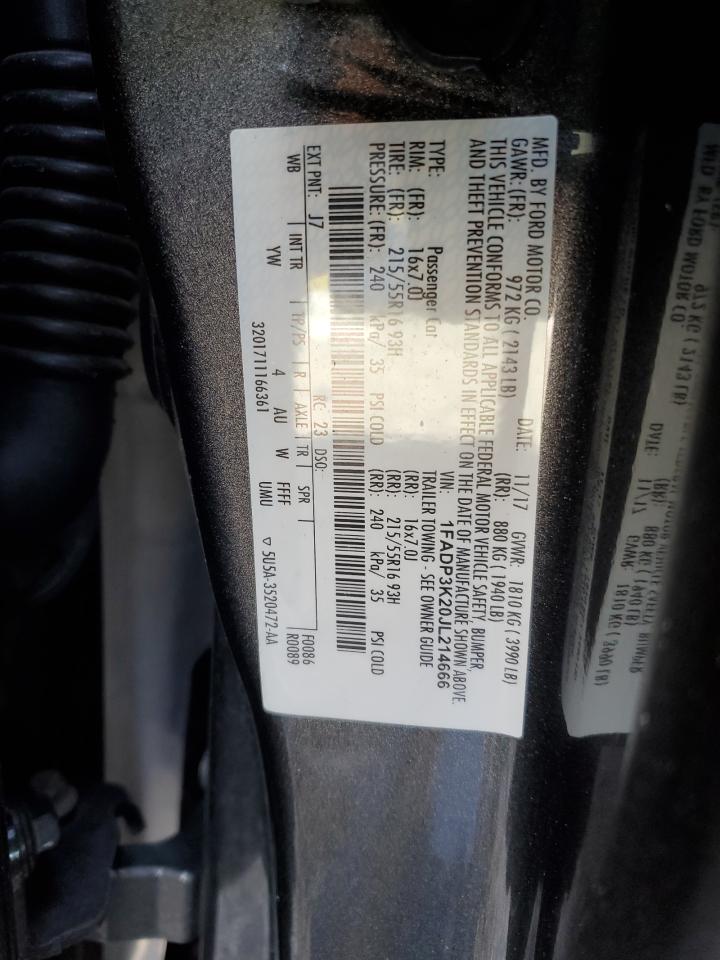 MFD. BY FORD MOTOR CO. DATE: 11/17 GVWR: 1810 KG ( 3990 LB)
GAWR: (FR): 972 KG ( 2143 LB) (RR): 880 KG ( 1940 LB)
THIS VEHICLE CONFORMS TO ALL APPLICABLE FEDERAL MOTOR VEHICLE SAFETY, BUMPER,
AND THEFT PREVENTION STANDARDS IN EFFECT ON THE DATE OF MANUFACTURE SHOWN ABOVE.
VIN: 1FADP3K20JL214666
TYPE: Passenger Car TRAILER TOWING - SEE OWNER GUIDE
RIM: (FR): 16x7.0J (RR): 16x7.0J
TIRE: (FR): 215/55R16 93H (RR): 215/55R16 93H
PRESSURE: (FR): 240 kPa/ 35 PSI COLD (RR): 240 kPa/ 35 PSI COLD
EXT PNT: J7 RC: 23 DSO: F0086
WB INT TR TP/PS R AXLE TR SPR R0089
YW 4 AU W FFFF UMU
3201711166361 ▽ 5U5A-3520472-AA